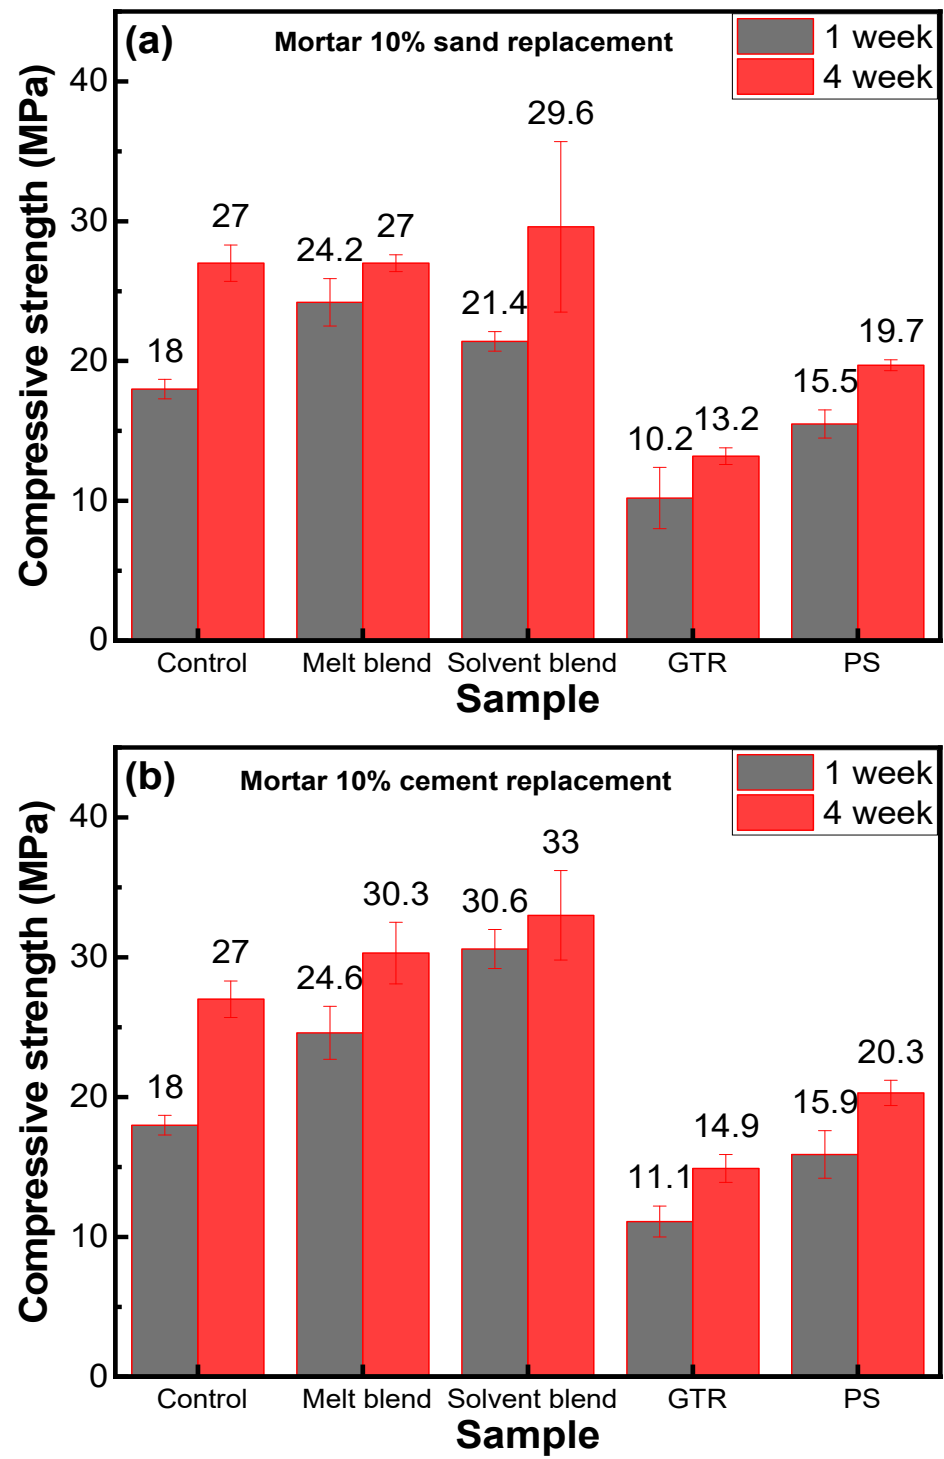 (a)
Mortar 10% sand replacement
1 week
4 week
Compressive strength (MPa)
40
30
20
10
0
18
27
24.2
27
21.4
29.6
10.2
13.2
15.5
19.7
Control
Melt blend
Solvent blend
GTR
PS
Sample
(b)
Mortar 10% cement replacement
1 week
4 week
Compressive strength (MPa)
40
30
20
10
0
18
27
24.6
30.3
30.6
33
11.1
14.9
15.9
20.3
Control
Melt blend
Solvent blend
GTR
PS
Sample